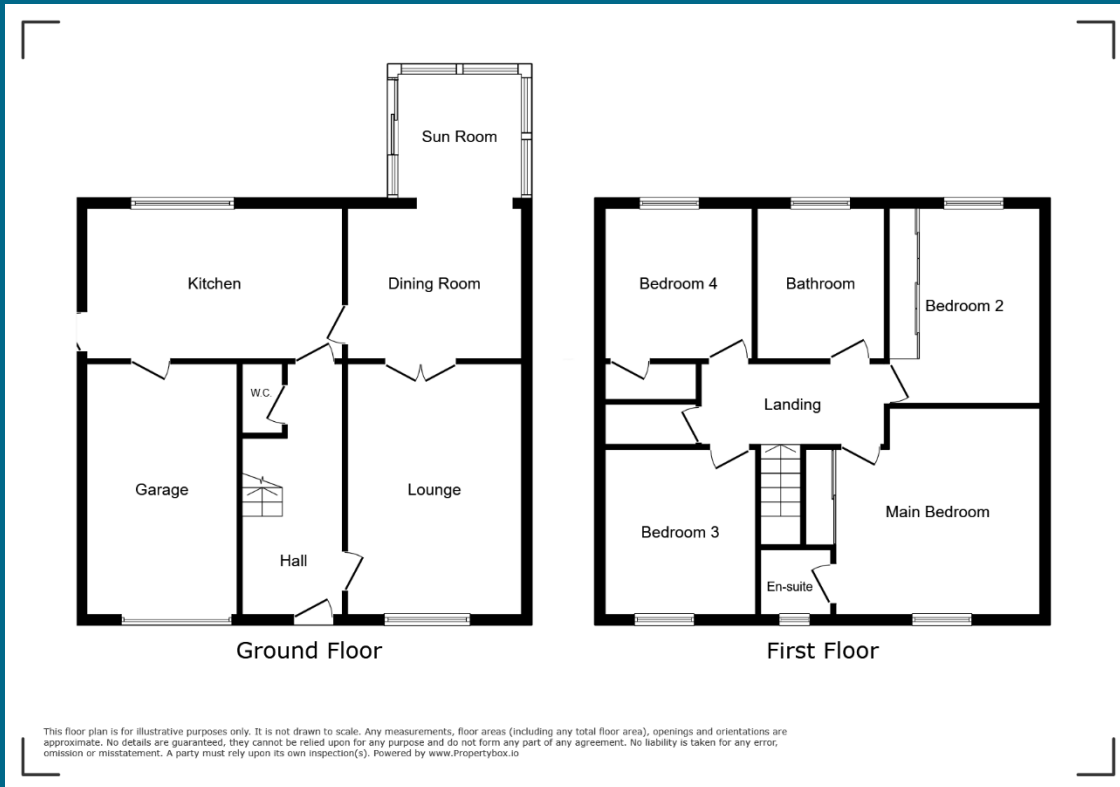 Sun Room
Kitchen
Dining Room
W.C.
Garage
Lounge
Hall
Ground Floor
Bedroom 4
Bathroom
Bedroom 2
Landing
Main Bedroom
Bedroom 3
En-suite
First Floor
This floor plan is for illustrative purposes only. It is not drawn to scale. Any measurements, floor areas (including any total floor area), openings and orientations are
approximate. No details are guaranteed, they cannot be relied upon for any purpose and do not form any part of any agreement. No liability is taken for any error,
omission or misstatement. A party must rely upon its own inspection(s). Powered by www.Propertybox.io